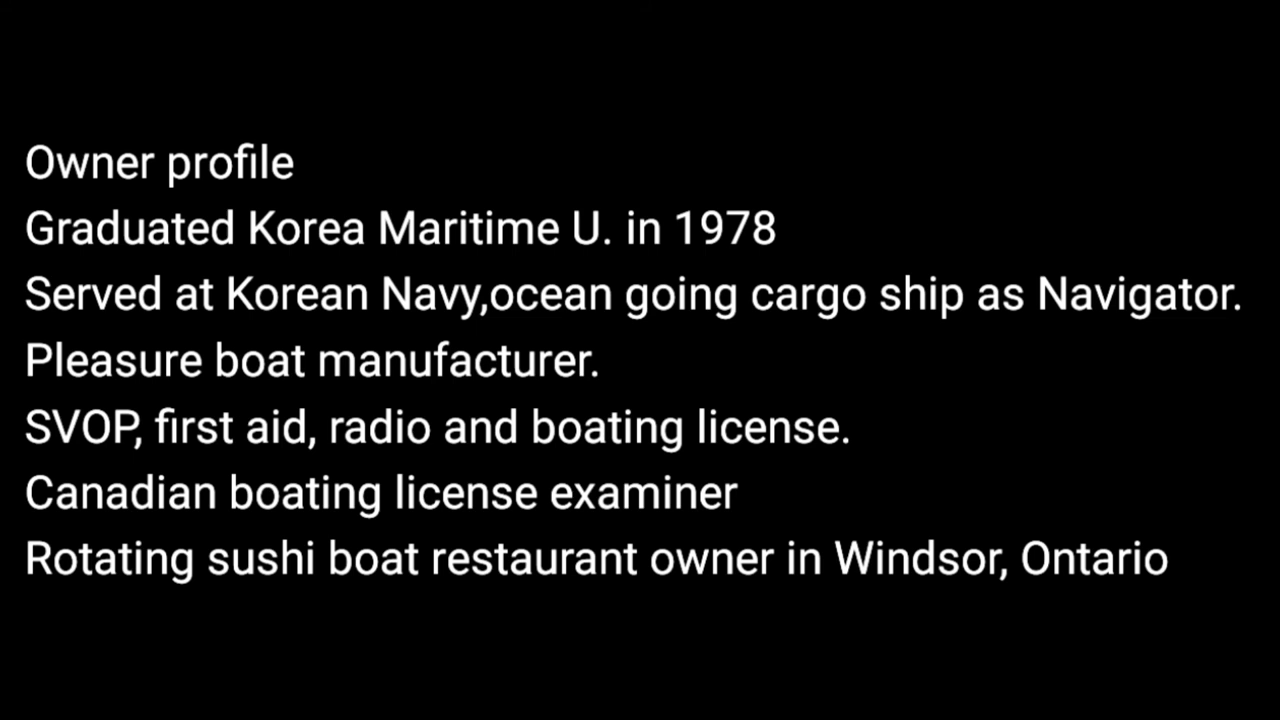 Owner profile
Graduated Korea Maritime U. in 1978
Served at Korean Navy,ocean going cargo ship as Navigator.
Pleasure boat manufacturer.
SVOP, first aid, radio and boating license.
Canadian boating license examiner
Rotating sushi boat restaurant owner in Windsor, Ontario